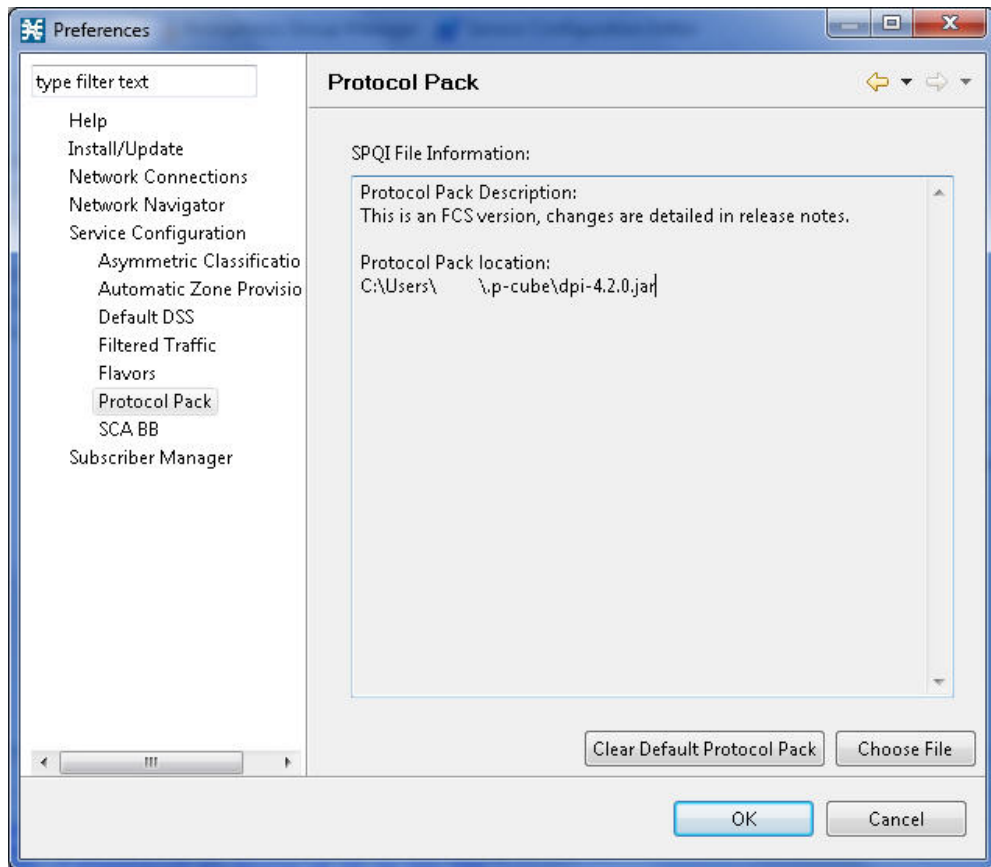 Preferences
type filter text
Help
Install/Update
Network Connections
Network Navigator
Service Configuration
Asymmetric Classificatio
Automatic Zone Provisio
Default DSS
Filtered Traffic
Flavors
Protocol Pack
SCA BB
Subscriber Manager
Protocol Pack
SPQI File Information:
Protocol Pack Description:
This is an FCS version, changes are detailed in release notes.
Protocol Pack location:
C:\Users\ \.p-cube\dpi-4.2.0.jar
Clear Default Protocol Pack
Choose File
OK
Cancel